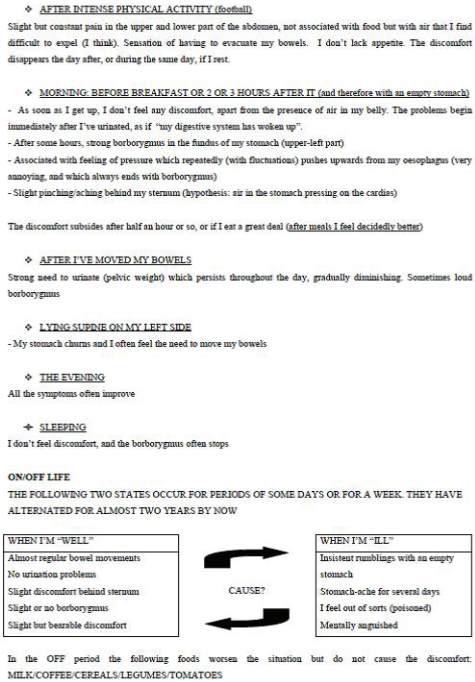 ❖ AFTER INTENSE PHYSICAL ACTIVITY (football)
Slight but constant pain in the upper and lower part of the abdomen, not associated with food but with air that I find
difficult to expel (I think). Sensation of having to evacuate my bowels. I don't lack appetite. The discomfort
disappears the day after, or during the same day, if I rest.
❖ MORNING: BEFORE BREAKFAST OR 2 OR 3 HOURS AFTER IT (and therefore with an empty stomach)
- As soon as I get up, I don't feel any discomfort, apart from the presence of air in my belly. The problems begin
immediately after I've urinated, as if "my digestive system has woken up".
- After some hours, strong borborygmus in the fundus of my stomach (upper-left part)
- Associated with feeling of pressure which repeatedly (with fluctuations) pushes upwards from my oesophagus (very
annoying, and which always ends with borborygmus)
- Slight pinching/aching behind my sternum (hypothesis: air in the stomach pressing on the cardias)
The discomfort subsides after half an hour or so, or if I eat a great deal (after meals I feel decidedly better)
❖ AFTER I'VE MOVED MY BOWELS
Strong need to urinate (pelvic weight) which persists throughout the day, gradually diminishing. Sometimes loud
borborygmus
❖ LYING SUPINE ON MY LEFT SIDE
- My stomach churns and I often feel the need to move my bowels
❖ THE EVENING
All the symptoms often improve
✢ SLEEPING
I don't feel discomfort, and the borborygmus often stops
ON/OFF LIFE
THE FOLLOWING TWO STATES OCCUR FOR PERIODS OF SOME DAYS OR FOR A WEEK. THEY HAVE
ALTERNATED FOR ALMOST TWO YEARS BY NOW
WHEN I'M "WELL"
Almost regular bowel movements
No urination problems
Slight discomfort behind sternum
Slight or no borborygmus
Slight but bearable discomfort
CAUSE?
WHEN I'M "ILL"
Insistent rumblings with an empty
stomach
Stomach-ache for several days
I feel out of sorts (poisoned)
Mentally anguished
In the OFF period the following foods worsen the situation but do not cause the discomfort:
MILK/COFFEE/CEREALS/LEGUMES/TOMATOES